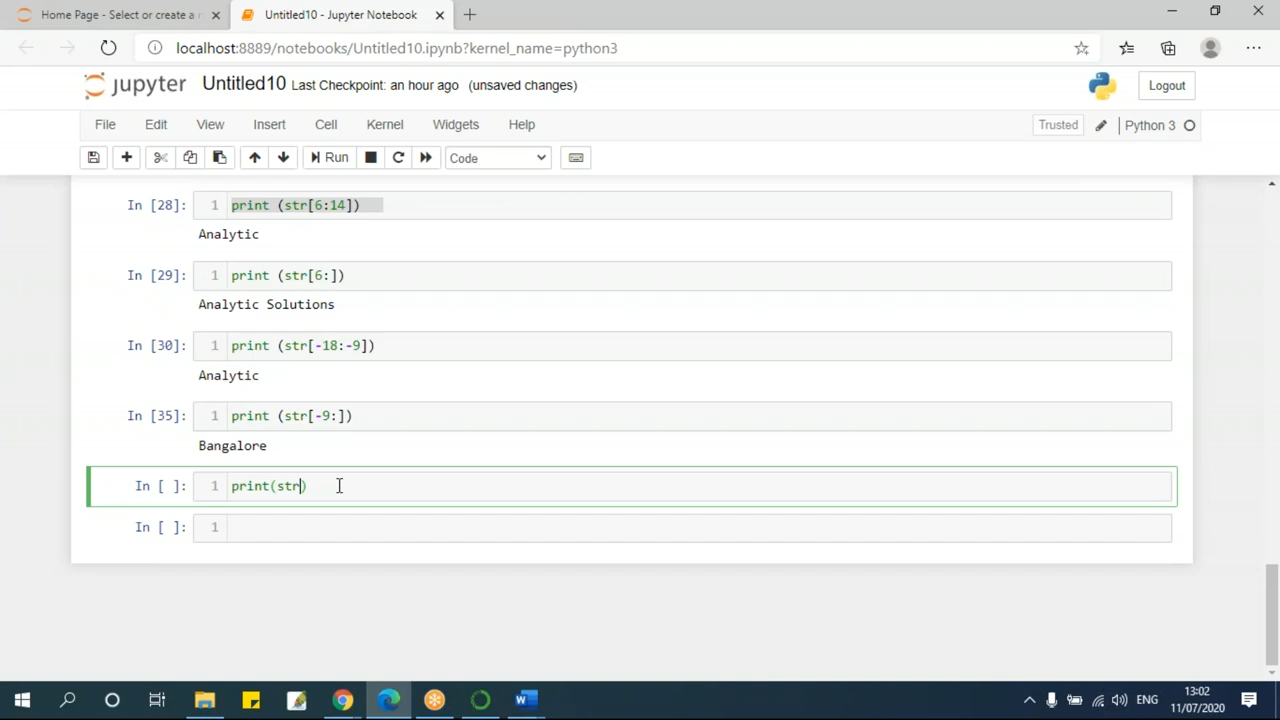 Home Page - Select or create a n
Untitled10 - Jupyter Notebook
localhost:8889/notebooks/Untitled10.ipynb?kernel_name=python3
jupyter Untitled10 Last Checkpoint: an hour ago (unsaved changes)
Logout
File Edit View Insert Cell Kernel Widgets Help
Trusted
Python 3
Run
Code
In [28]: 1 print (str[6:14])
Analytic
In [29]: 1 print (str[6:])
Analytic Solutions
In [30]: 1 print (str[-18:-9])
Analytic
In [35]: 1 print (str[-9:])
Bangalore
In [ ]: 1 print(str)
In [ ]: 1
ENG
13:02
11/07/2020